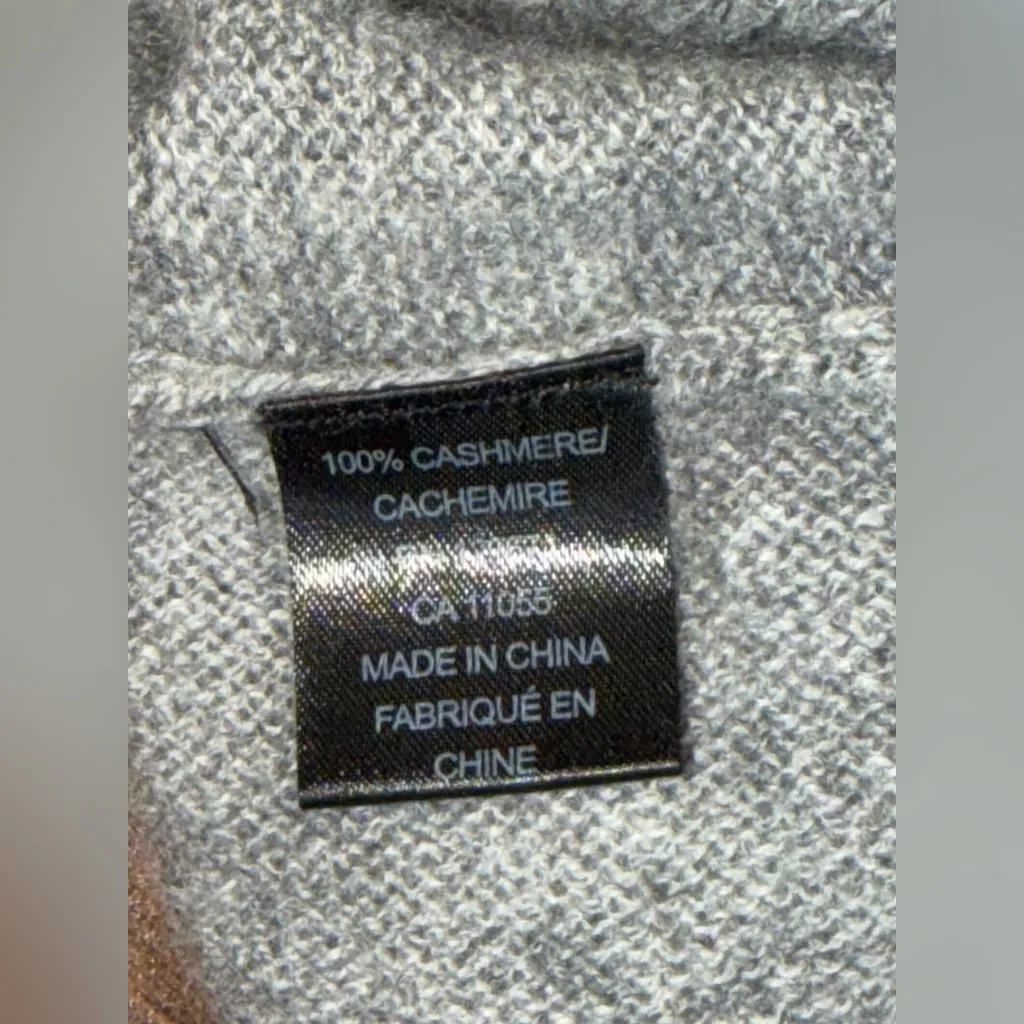 100% CASHMERE/
CACHEMIRE
CA 11055
MADE IN CHINA
FABRIQUÉ EN
CHINE